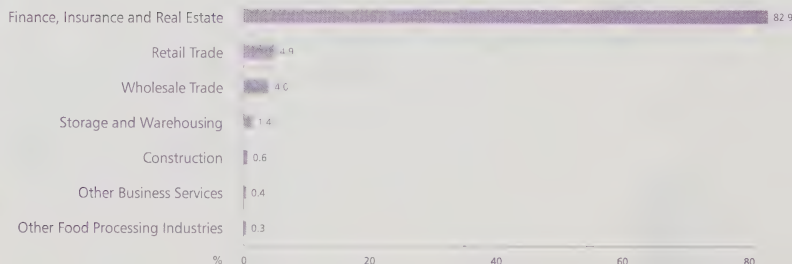 Finance, Insurance and Real Estate 82.9
Retail Trade 4.9
Wholesale Trade 4.0
Storage and Warehousing 1.4
Construction 0.6
Other Business Services 0.4
Other Food Processing Industries 0.3
% 0 20 40 60 80